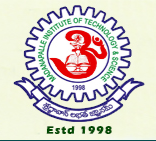 MADANAPALLE INSTITUTE OF TECHNOLOGY & SCIENCE
1998
Estd 1998